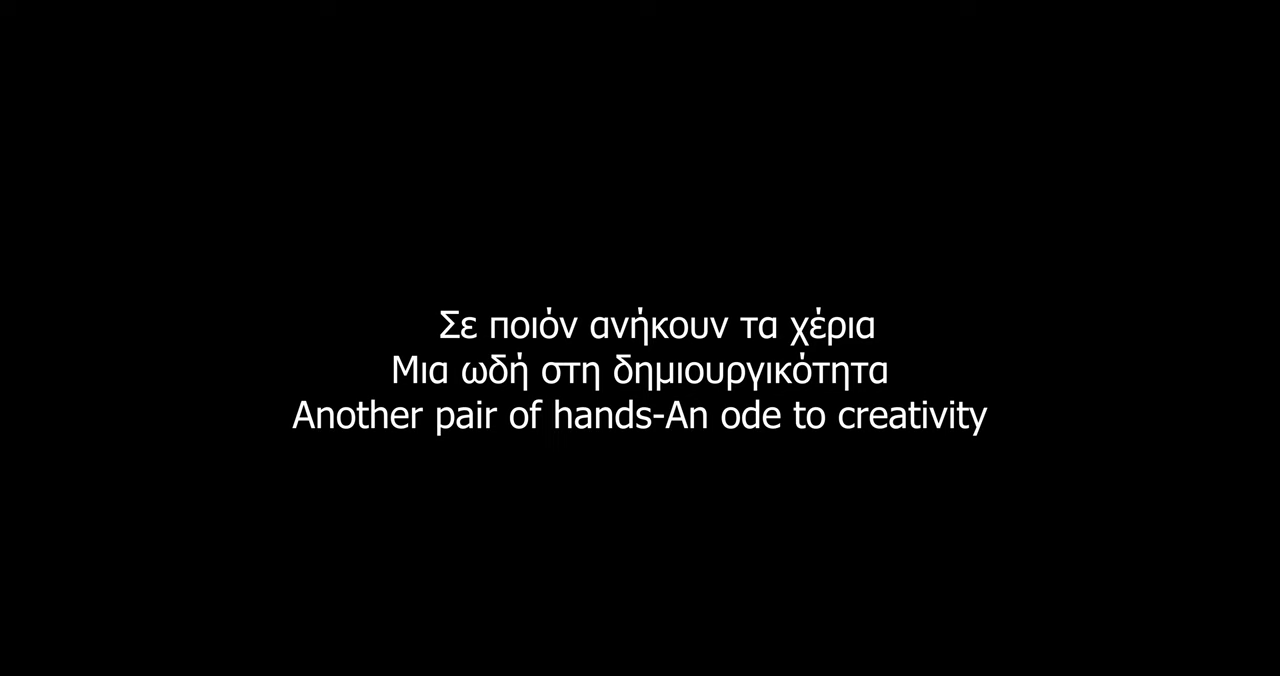 Σε ποιόν ανήκουν τα χέρια
Μια ωδή στη δημιουργικότητα
Another pair of hands-An ode to creativity